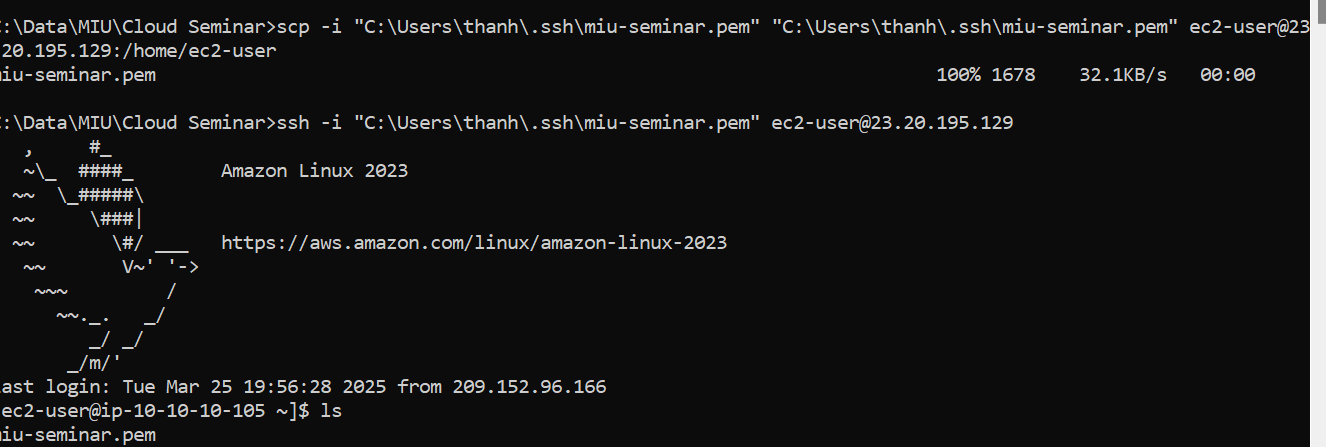 :\Data\MIU\Cloud Seminar>scp -i "C:\Users\thanh\.ssh\miu-seminar.pem" "C:\Users\thanh\.ssh\miu-seminar.pem" ec2-user@23
.20.195.129:/home/ec2-user
miu-seminar.pem                                                                       100% 1678    32.1KB/s   00:00
:\Data\MIU\Cloud Seminar>ssh -i "C:\Users\thanh\.ssh\miu-seminar.pem" ec2-user@23.20.195.129
   ,     #_
   ~\_  ####_        Amazon Linux 2023
  ~~  \_#####\
  ~~     \###|
  ~~       \#/ ___   https://aws.amazon.com/linux/amazon-linux-2023
   ~~       V~' '->
    ~~~         /
      ~~._.   _/
         _/ _/
       _/m/'
ast login: Tue Mar 25 19:56:28 2025 from 209.152.96.166
ec2-user@ip-10-10-10-105 ~]$ ls
miu-seminar.pem